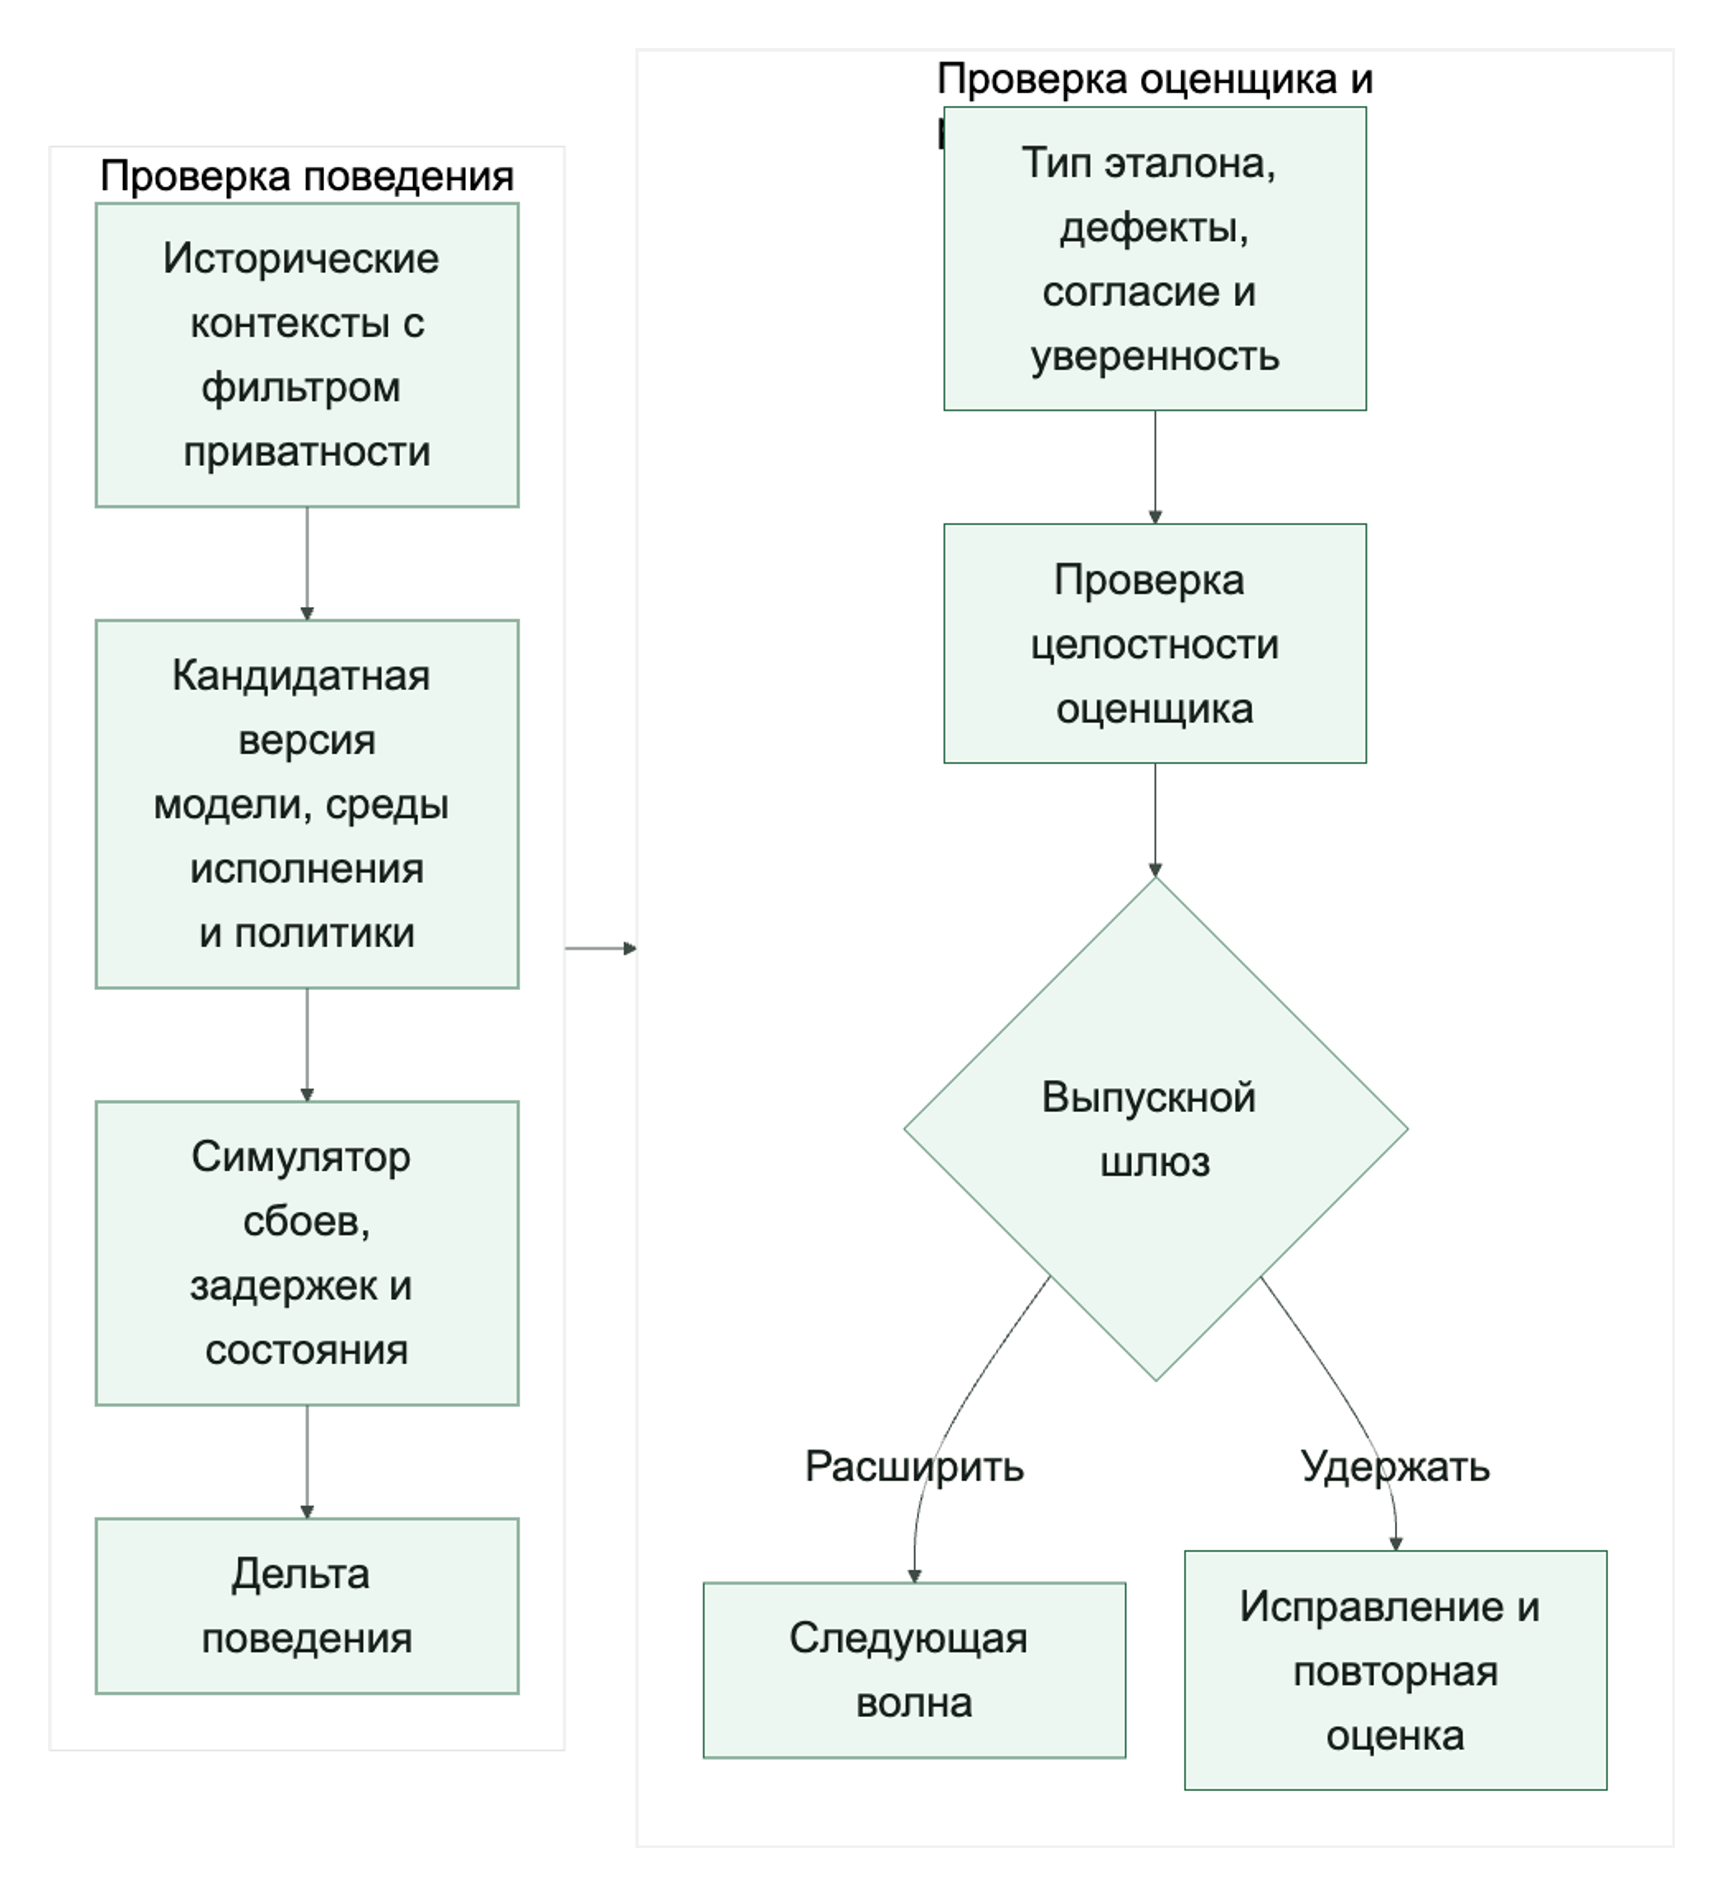 Проверка поведения
Исторические
контексты с
фильтром
приватности
Кандидатная
версия
модели, среды
исполнения
и политики
Симулятор
сбоев,
задержек и
состояния
Дельта
поведения
Проверка оценщика и
Тип эталона,
дефекты,
согласие и
уверенность
Проверка
целостности
оценщика
Выпускной
шлюз
Расширить
Удержать
Следующая
волна
Исправление и
повторная
оценка